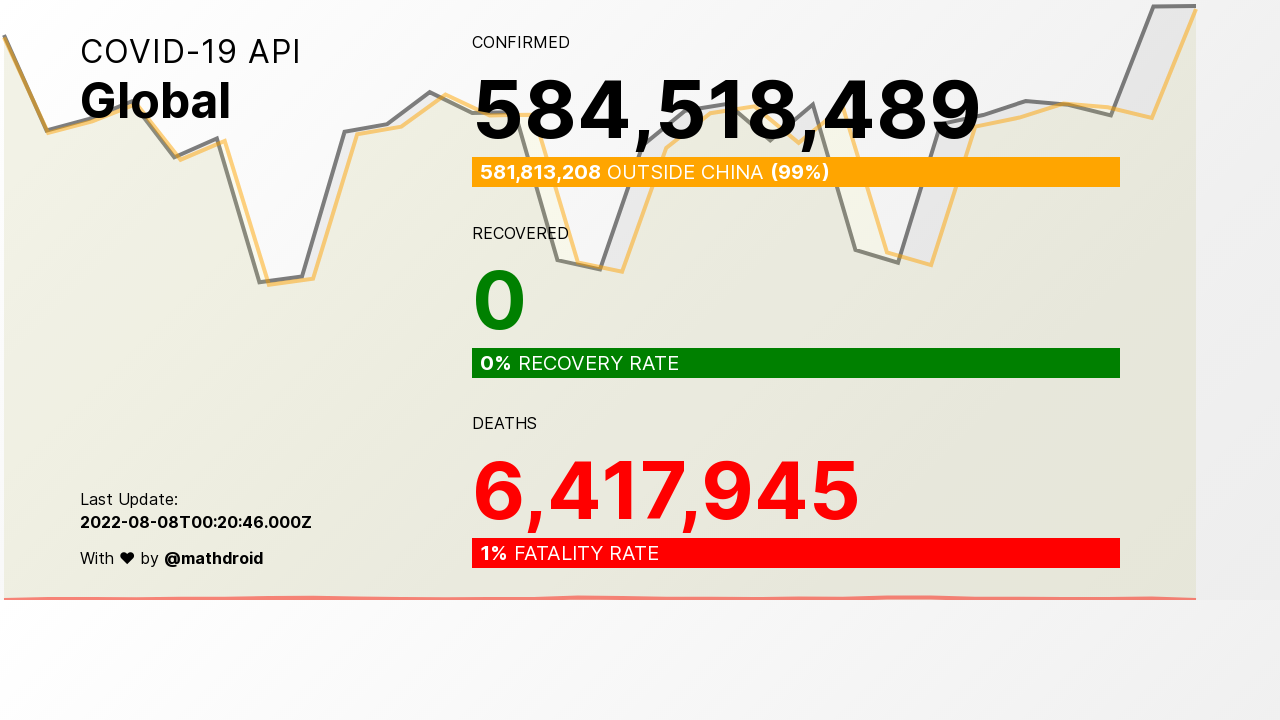 COVID-19 API
Global
CONFIRMED
584,518,489
581,813,208 OUTSIDE CHINA (99%)
RECOVERED
0
0% RECOVERY RATE
DEATHS
6,417,945
1% FATALITY RATE
Last Update:
2022-08-08T00:20:46.000Z
With ♥ by @mathdroid